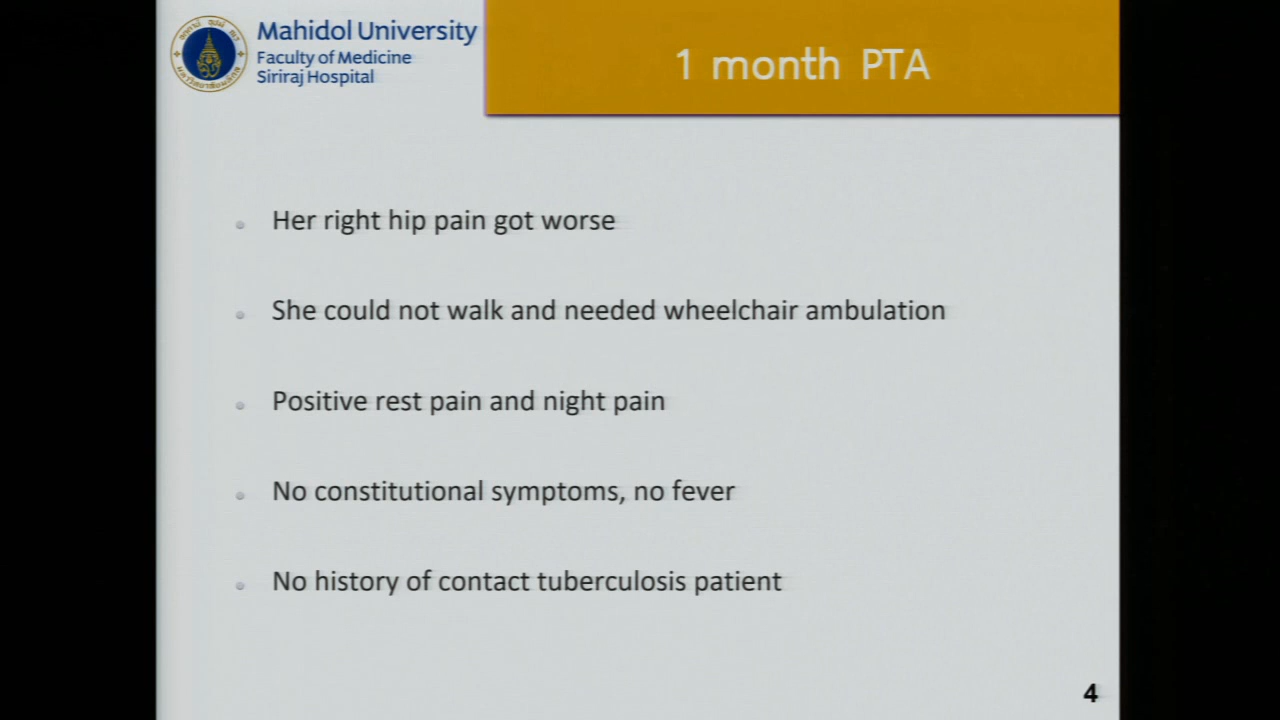 Mahidol University
Faculty of Medicine
Siriraj Hospital
1 month PTA
Her right hip pain got worse
She could not walk and needed wheelchair ambulation
Positive rest pain and night pain
No constitutional symptoms, no fever
No history of contact tuberculosis patient
4